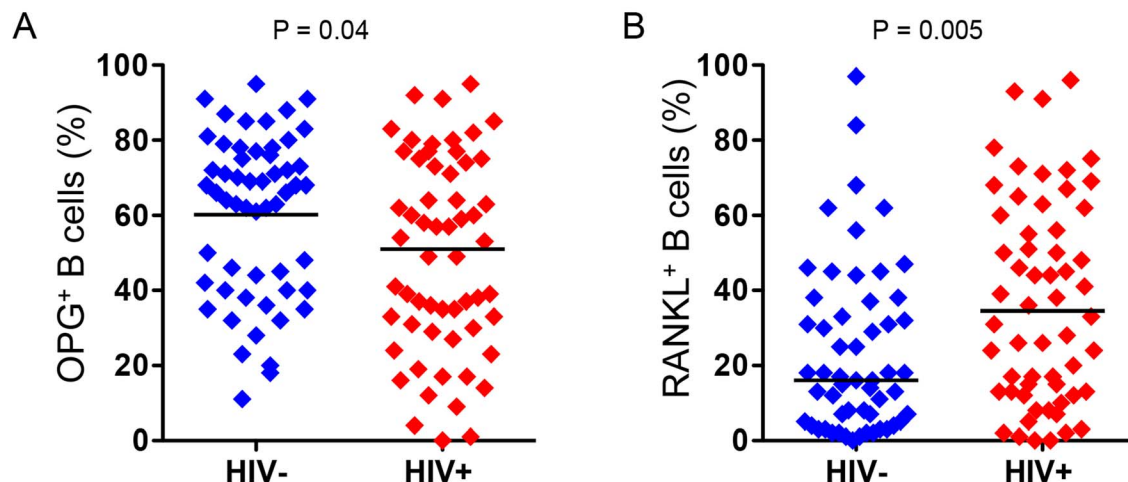 A
P = 0.04
OPG⁺ B cells (%)
100
80
60
40
20
0
HIV-
HIV+
B
P = 0.005
RANKL⁺ B cells (%)
100
80
60
40
20
0
HIV-
HIV+